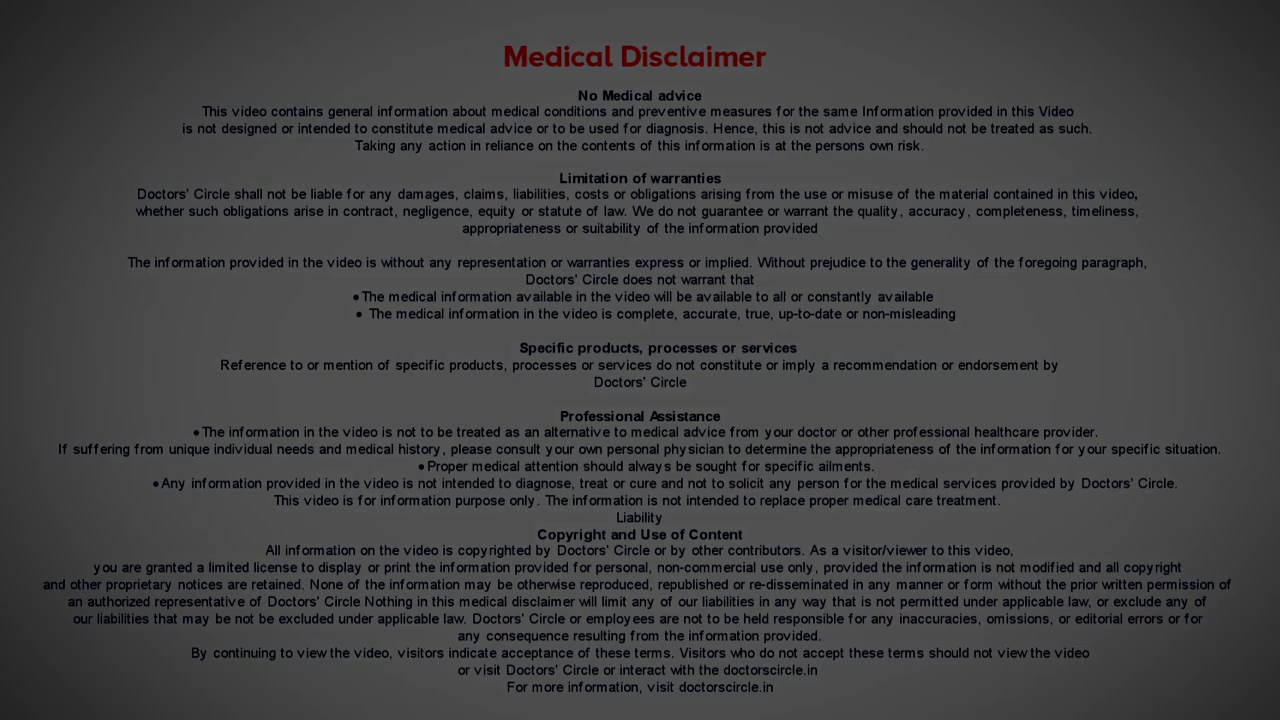 Medical Disclaimer
No Medical advice
This video contains general information about medical conditions and preventive measures for the same Information provided in this Video
is not designed or intended to constitute medical advice or to be used for diagnosis. Hence, this is not advice and should not be treated as such.
Taking any action in reliance on the contents of this information is at the persons own risk.
Limitation of warranties
Doctors' Circle shall not be liable for any damages, claims, liabilities, costs or obligations arising from the use or misuse of the material contained in this video,
whether such obligations arise in contract, negligence, equity or statute of law. We do not guarantee or warrant the quality, accuracy, completeness, timeliness,
appropriateness or suitability of the information provided
The information provided in the video is without any representation or warranties express or implied. Without prejudice to the generality of the foregoing paragraph,
Doctors' Circle does not warrant that
•The medical information available in the video will be available to all or constantly available
• The medical information in the video is complete, accurate, true, up-to-date or non-misleading
Specific products, processes or services
Reference to or mention of specific products, processes or services do not constitute or imply a recommendation or endorsement by
Doctors' Circle
Professional Assistance
•The information in the video is not to be treated as an alternative to medical advice from your doctor or other professional healthcare provider.
If suffering from unique individual needs and medical history, please consult your own personal physician to determine the appropriateness of the information for your specific situation.
•Proper medical attention should always be sought for specific ailments.
•Any information provided in the video is not intended to diagnose, treat or cure and not to solicit any person for the medical services provided by Doctors' Circle.
This video is for information purpose only. The information is not intended to replace proper medical care treatment.
Liability
Copyright and Use of Content
All information on the video is copyrighted by Doctors' Circle or by other contributors. As a visitor/viewer to this video,
you are granted a limited license to display or print the information provided for personal, non-commercial use only, provided the information is not modified and all copyright
and other proprietary notices are retained. None of the information may be otherwise reproduced, republished or re-disseminated in any manner or form without the prior written permission of
an authorized representative of Doctors' Circle Nothing in this medical disclaimer will limit any of our liabilities in any way that is not permitted under applicable law, or exclude any of
our liabilities that may be not be excluded under applicable law. Doctors' Circle or employees are not to be held responsible for any inaccuracies, omissions, or editorial errors or for
any consequence resulting from the information provided.
By continuing to view the video, visitors indicate acceptance of these terms. Visitors who do not accept these terms should not view the video
or visit Doctors' Circle or interact with the doctorscircle.in
For more information, visit doctorscircle.in